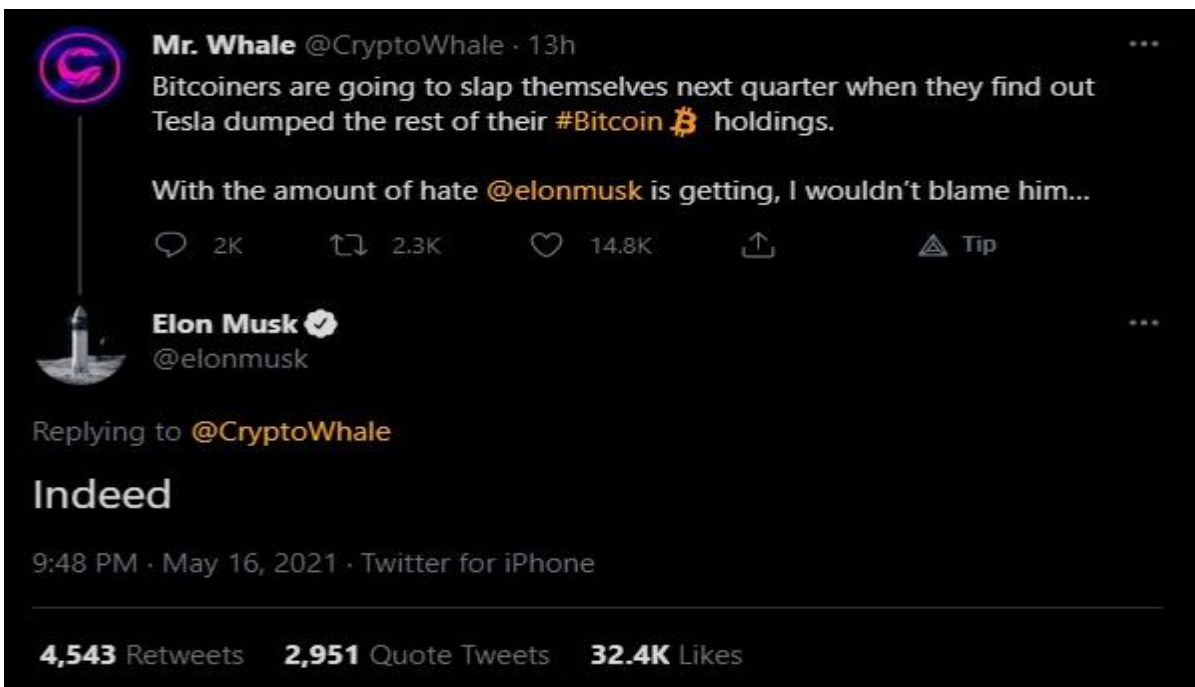 Mr. Whale @CryptoWhale · 13h
Bitcoiners are going to slap themselves next quarter when they find out
Tesla dumped the rest of their #Bitcoin holdings.
With the amount of hate @elonmusk is getting, I wouldn't blame him...
2K 2.3K 14.8K Tip
Elon Musk
@elonmusk
Replying to @CryptoWhale
Indeed
9:48 PM · May 16, 2021 · Twitter for iPhone
4,543 Retweets 2,951 Quote Tweets 32.4K Likes